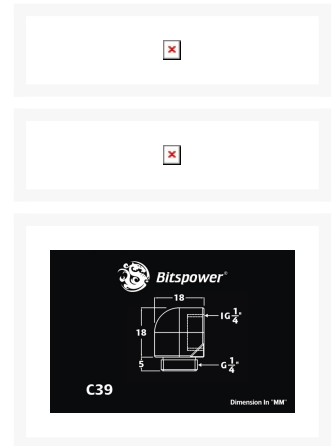 Bitspower®
18
IG 1/4"
18
5
G 1/4"
C39
Dimension In "MM"